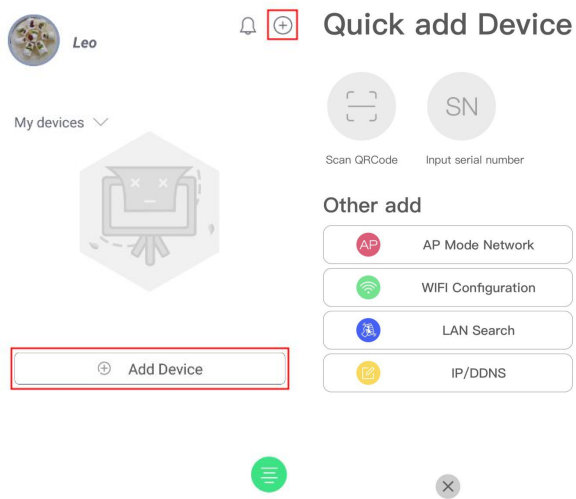 Leo
My devices
Add Device
Quick add Device
SN
Scan QRCode
Input serial number
Other add
AP
AP Mode Network
WIFI Configuration
LAN Search
IP/DDNS